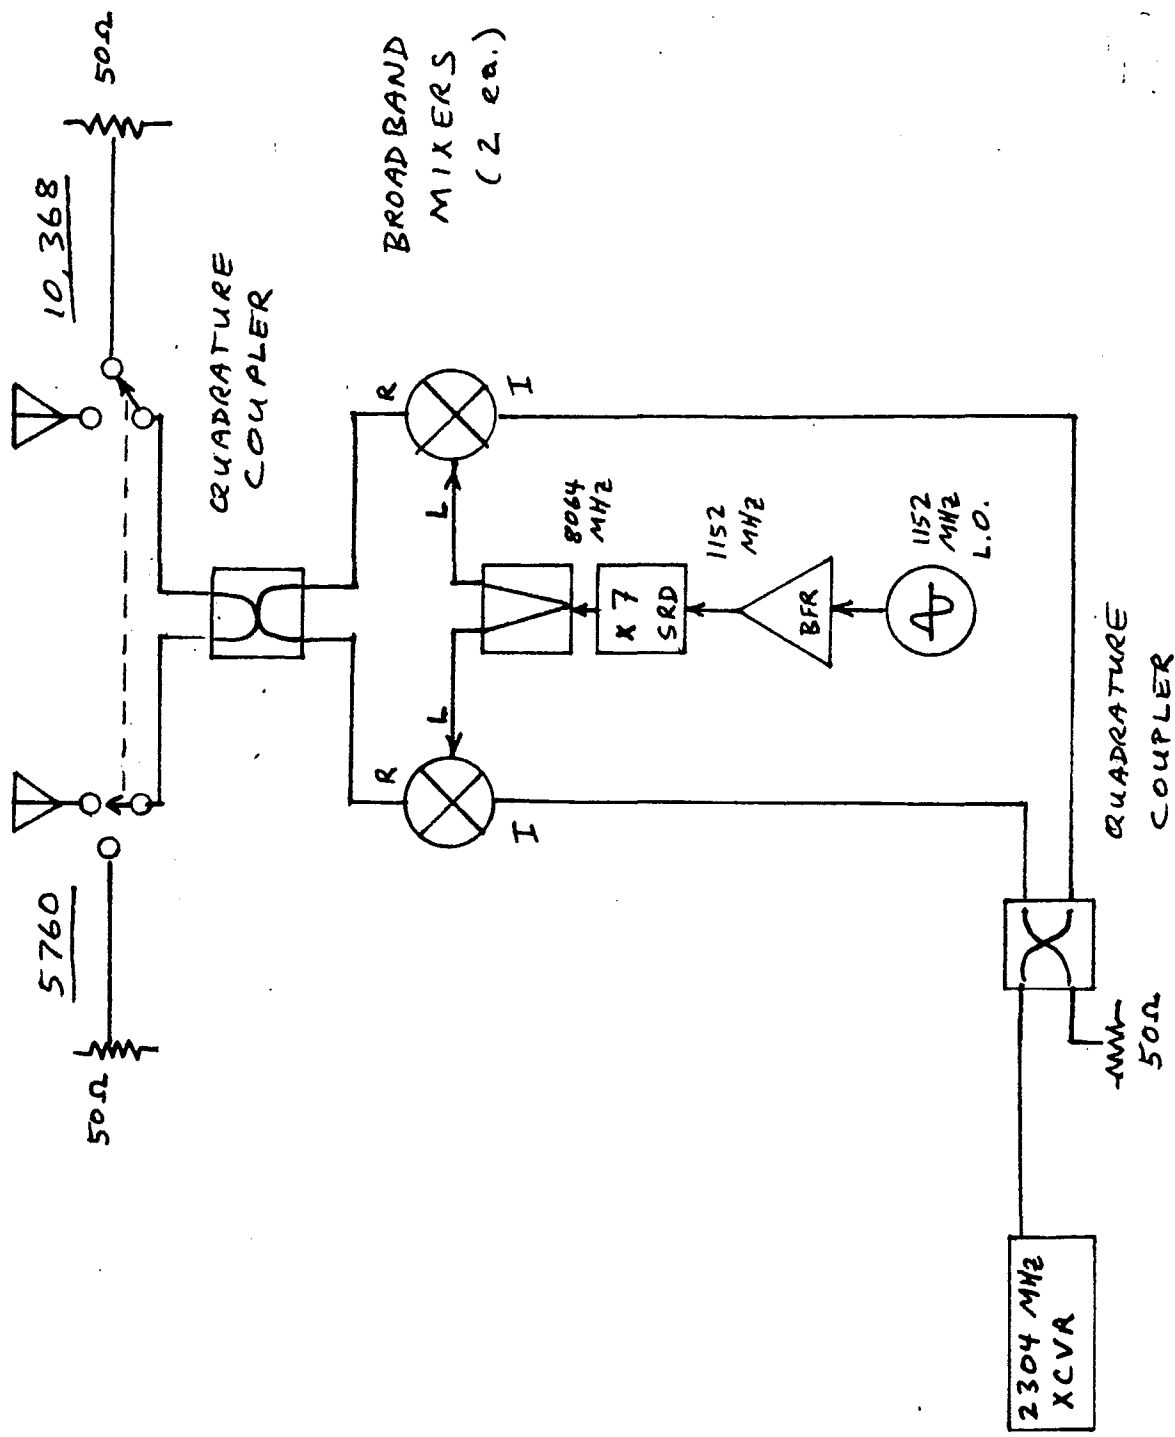 50Ω
10,368
QUADRATURE
COUPLER
BROADBAND
MIXERS
(2 ea.)
5760
50Ω
R
R
L
L
I
I
8064
MHz
X7
SRD
1152
MHz
BFR
1152
MHz
L.O.
QUADRATURE
COUPLER
50Ω
2304 MHz
XCVR